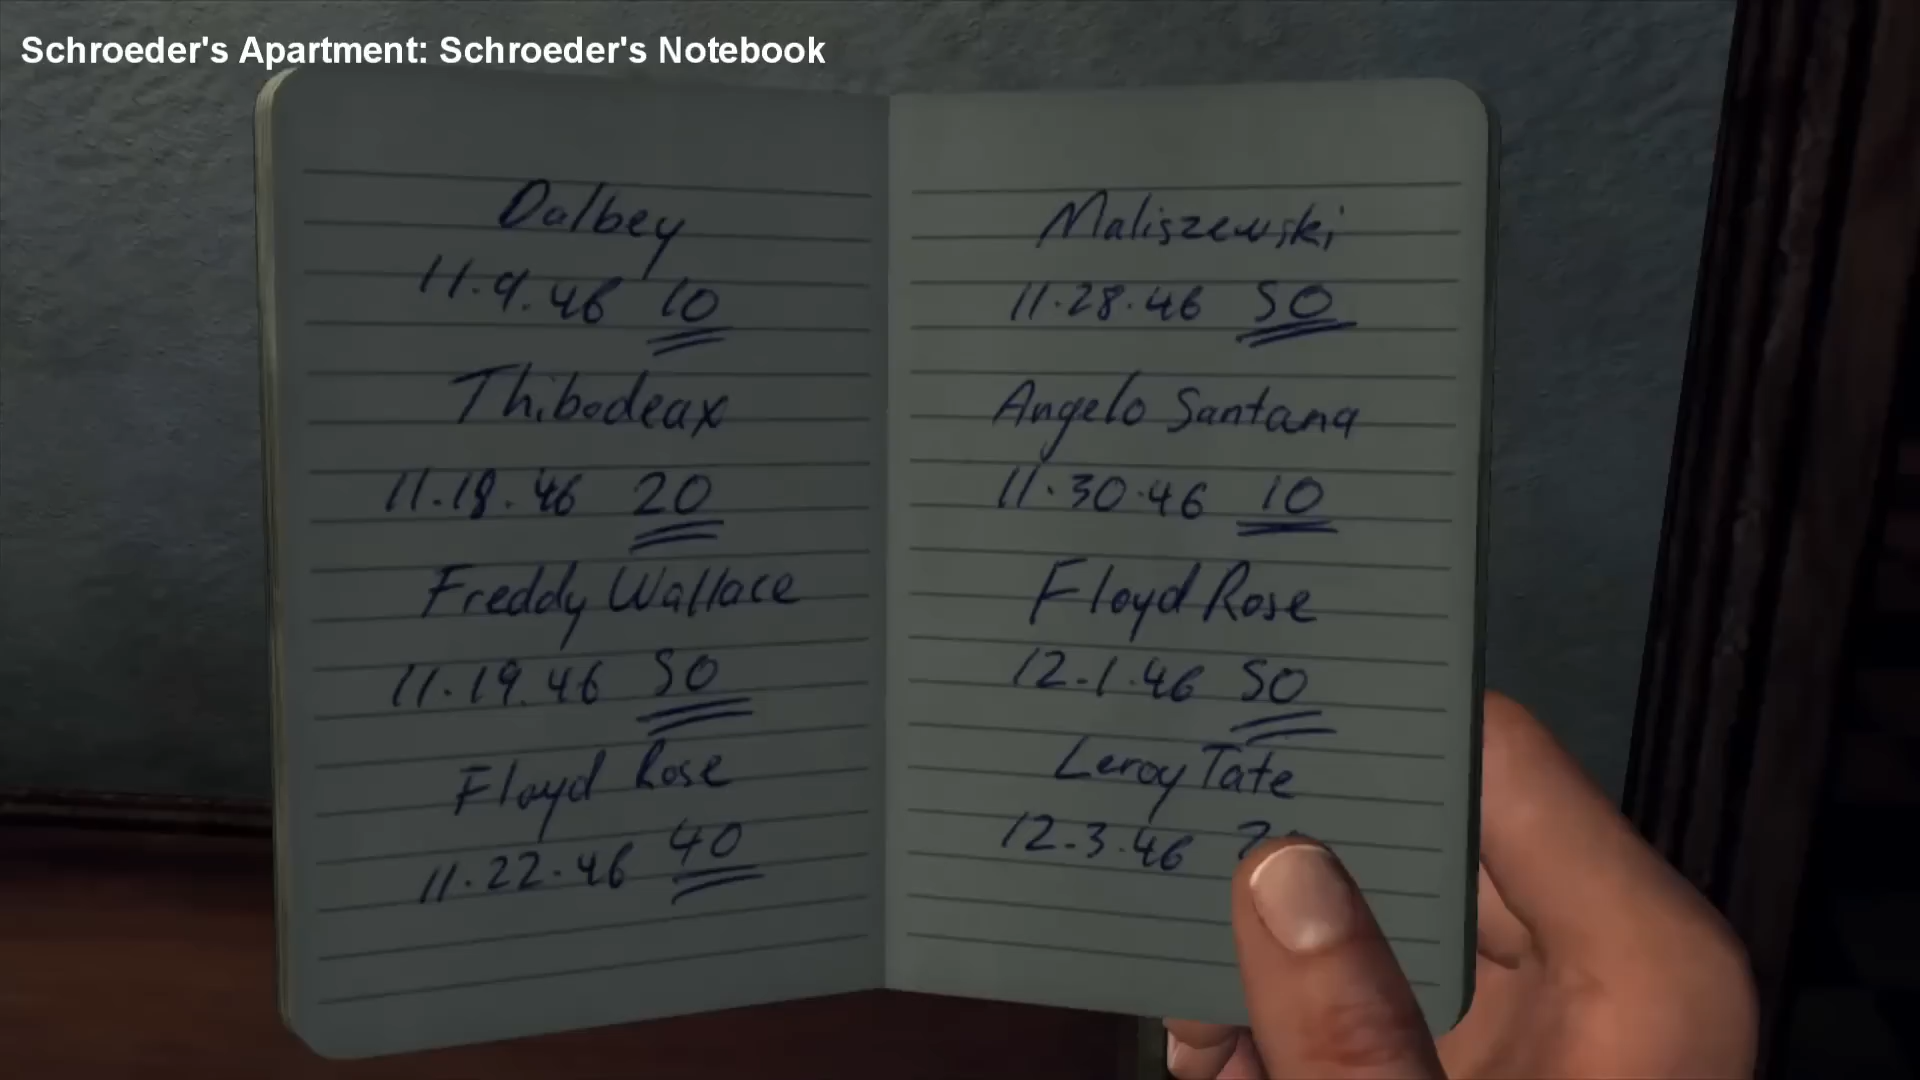 Schroeder's Apartment: Schroeder's Notebook
Dalbey
11.9.46 10
Thibodeax
11.18.46 20
Freddy Wallace
11.19.46 50
Floyd Rose
11.22.46 40
Maliszewski
11.28.46 50
Angelo Santana
11.30.46 10
Floyd Rose
12.1.46 50
Leroy Tate
12.3.46